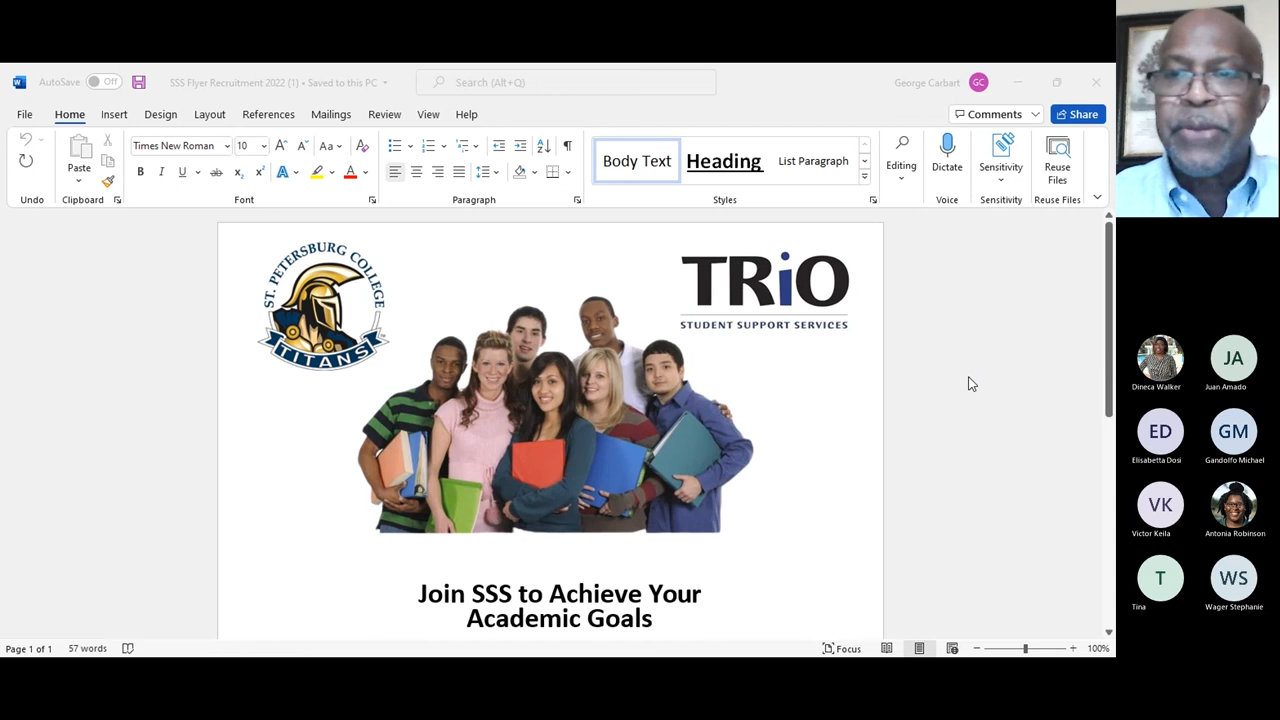 AutoSave Off SSS Flyer Recruitment 2022 (1) • Saved to this PC Search (Alt+Q) George Carbart GC
File Home Insert Design Layout References Mailings Review View Help Comments Share
Times New Roman 10 Aa
Paste
B I U ab x₂ x² A A
Body Text Heading List Paragraph
Editing Dictate Sensitivity Reuse Files
Undo Clipboard Font Paragraph Styles Voice Sensitivity Reuse Files
ST. PETERSBURG COLLEGE
TITANS
TRiO
STUDENT SUPPORT SERVICES
Join SSS to Achieve Your
Academic Goals
Page 1 of 1 57 words Focus 100%
Dineca Walker
JA
Juan Amado
ED
Elisabetta Dosi
GM
Gandolfo Michael
VK
Victor Keila
Antonia Robinson
T
Tina
WS
Wager Stephanie